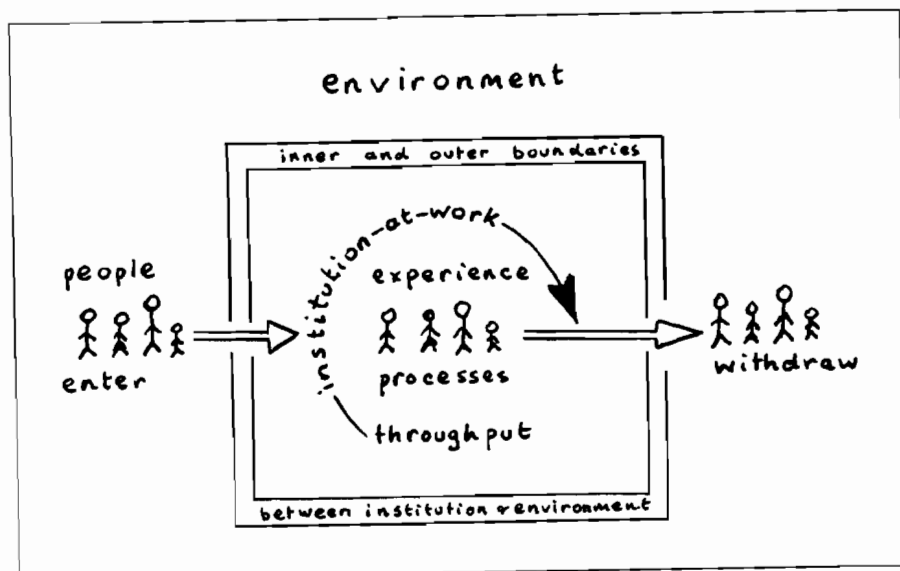 environment
inner and outer boundaries
people
enter
institution-at-work
experience
processes
throughput
withdraw
between institution & environment